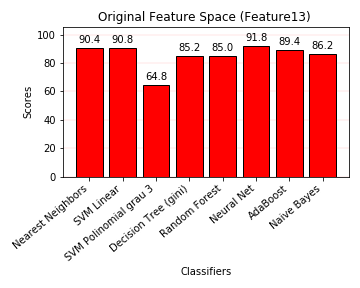 Original Feature Space (Feature13)
100
80
60
40
20
0
Scores
90.4
90.8
64.8
85.2
85.0
91.8
89.4
86.2
Nearest Neighbors
SVM Linear
SVM Polinomial grau 3
Decision Tree (gini)
Random Forest
Neural Net
AdaBoost
Naive Bayes
Classifiers